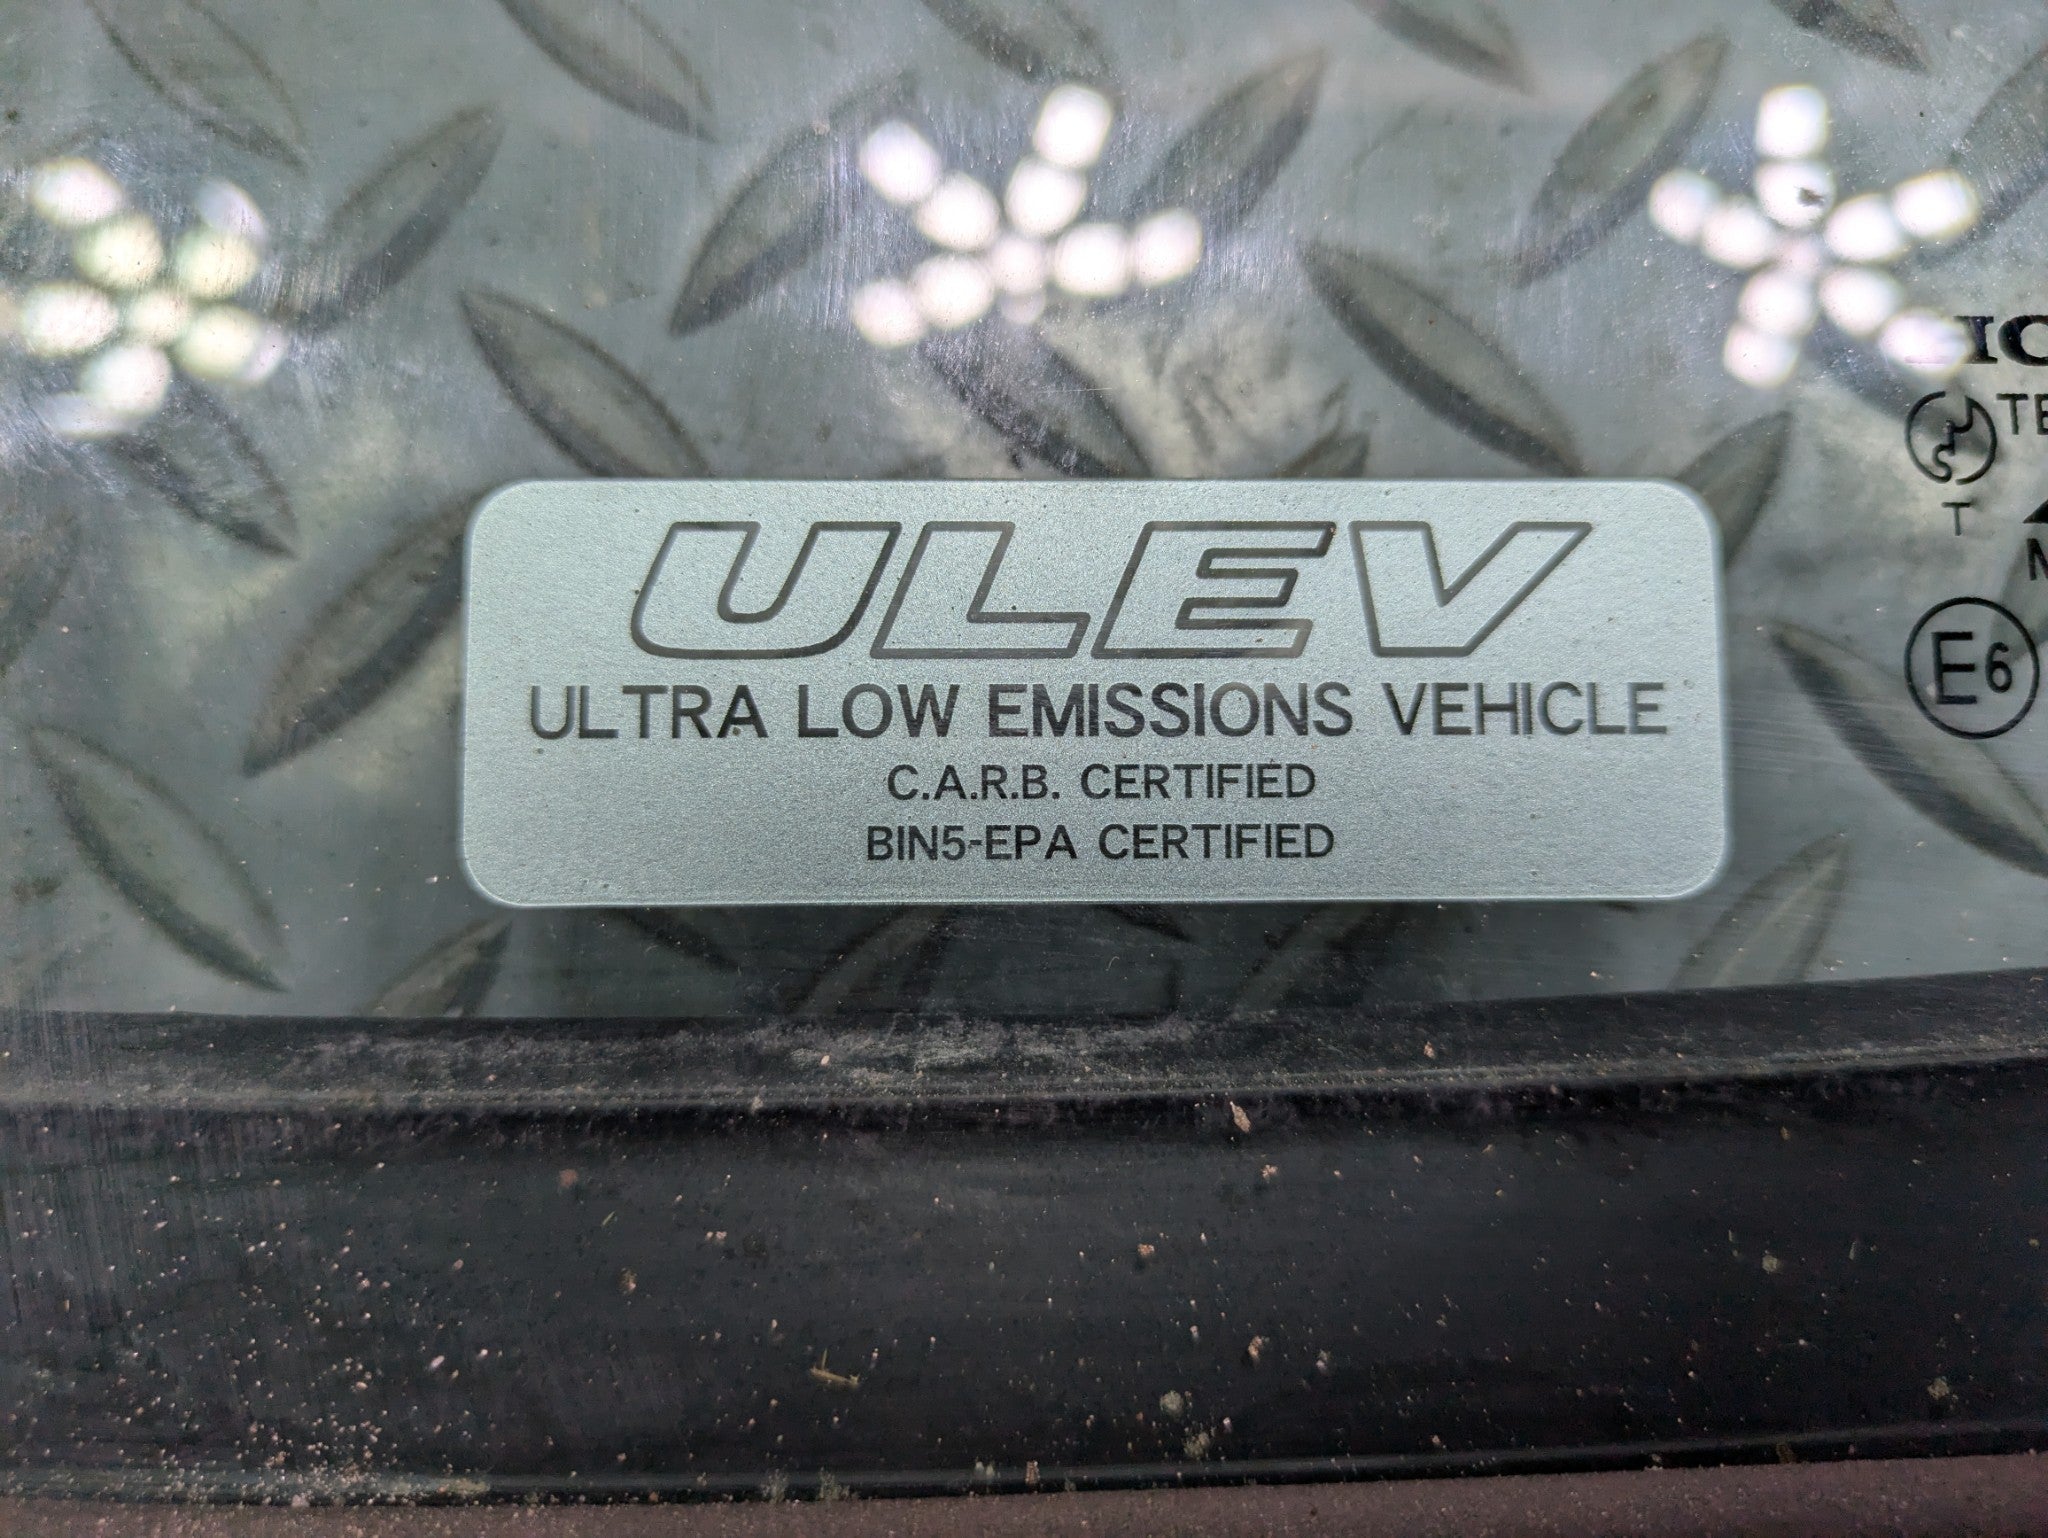 ULEV
ULTRA LOW EMISSIONS VEHICLE
C.A.R.B. CERTIFIED
BIN5-EPA CERTIFIED
T
E6